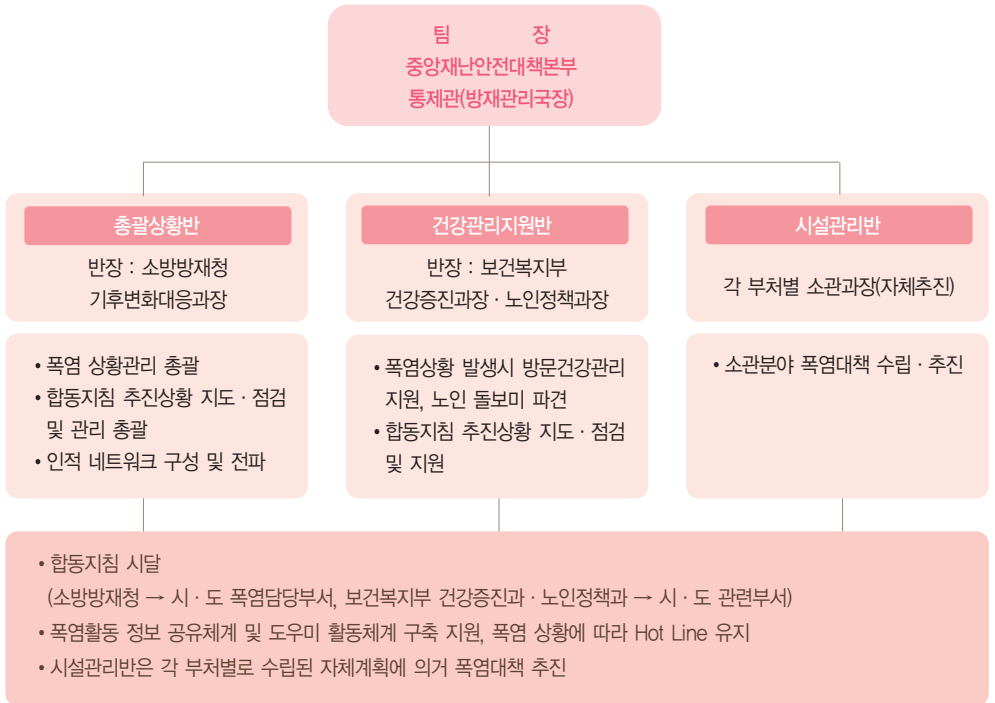 팀 장
중앙재난안전대책본부
통제관(방재관리국장)
총괄상황반
반장 : 소방방재청
기후변화대응과장
• 폭염 상황관리 총괄
• 합동지침 추진상황 지도 · 점검
및 관리 총괄
• 인적 네트워크 구성 및 전파
건강관리지원반
반장 : 보건복지부
건강증진과장 · 노인정책과장
• 폭염상황 발생시 방문건강관리
지원, 노인 돌보미 파견
• 합동지침 추진상황 지도 · 점검
및 지원
시설관리반
각 부처별 소관과장(자체추진)
• 소관분야 폭염대책 수립 · 추진
• 합동지침 시달
(소방방재청 → 시 · 도 폭염담당부서, 보건복지부 건강증진과 · 노인정책과 → 시 · 도 관련부서)
• 폭염활동 정보 공유체계 및 도우미 활동체계 구축 지원, 폭염 상황에 따라 Hot Line 유지
• 시설관리반은 각 부처별로 수립된 자체계획에 의거 폭염대책 추진